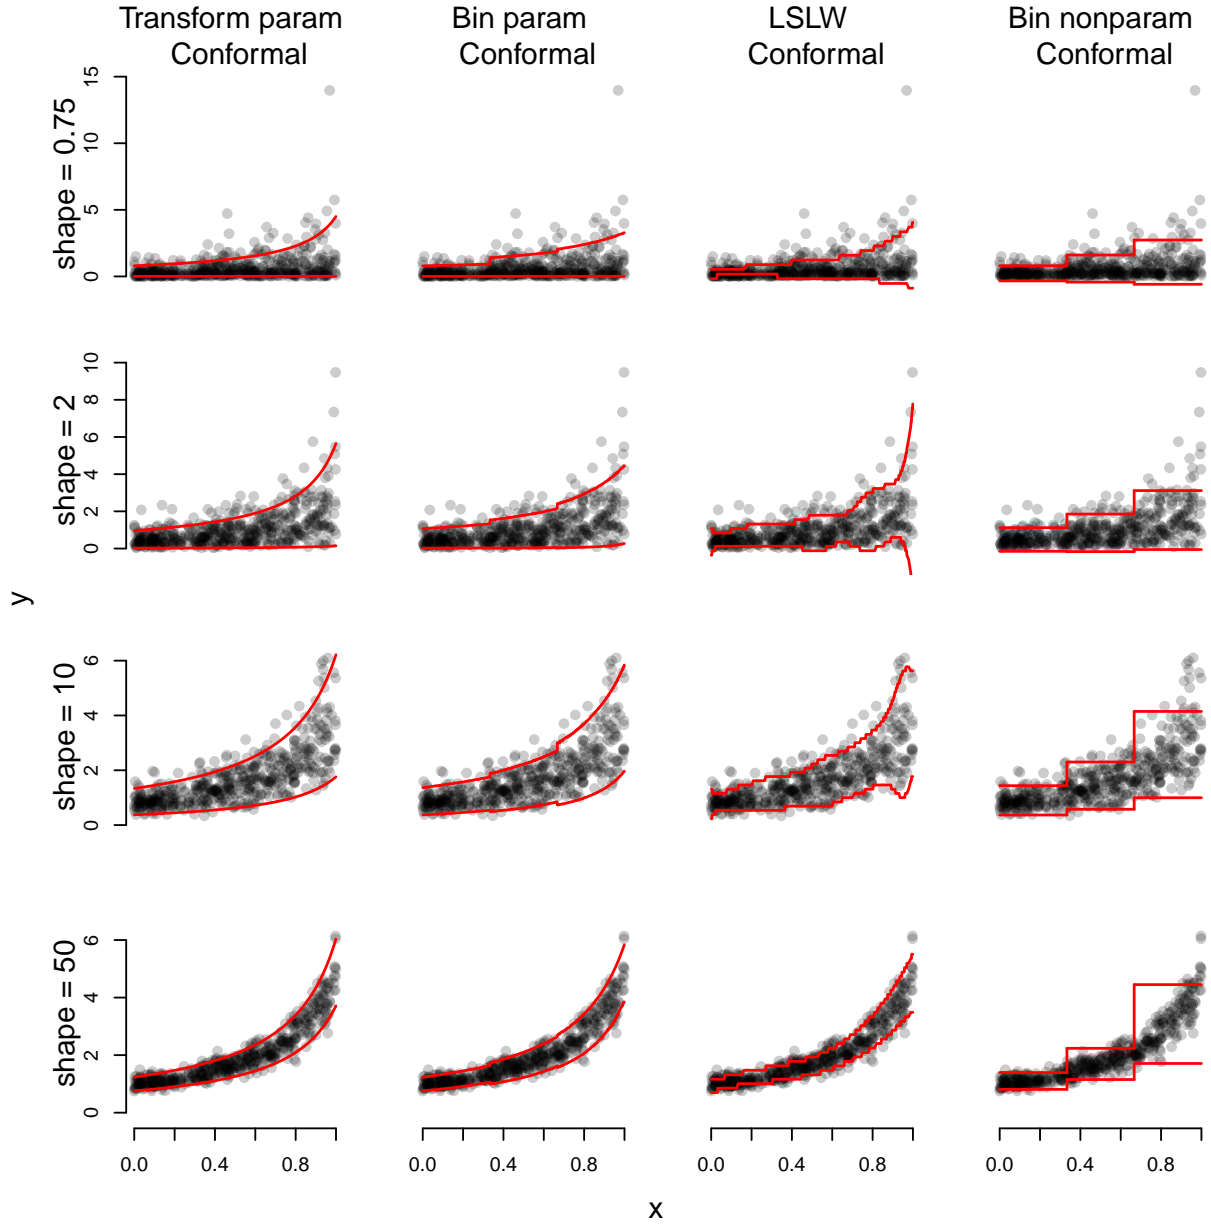 Transform param
Conformal
Bin param
Conformal
LSLW
Conformal
Bin nonparam
Conformal
shape = 0.75
15
10
5
0
shape = 2
10
8
6
4
2
0
y
shape = 10
6
4
2
0
shape = 50
6
4
2
0
0.0 0.4 0.8
0.0 0.4 0.8
0.0 0.4 0.8
0.0 0.4 0.8
x